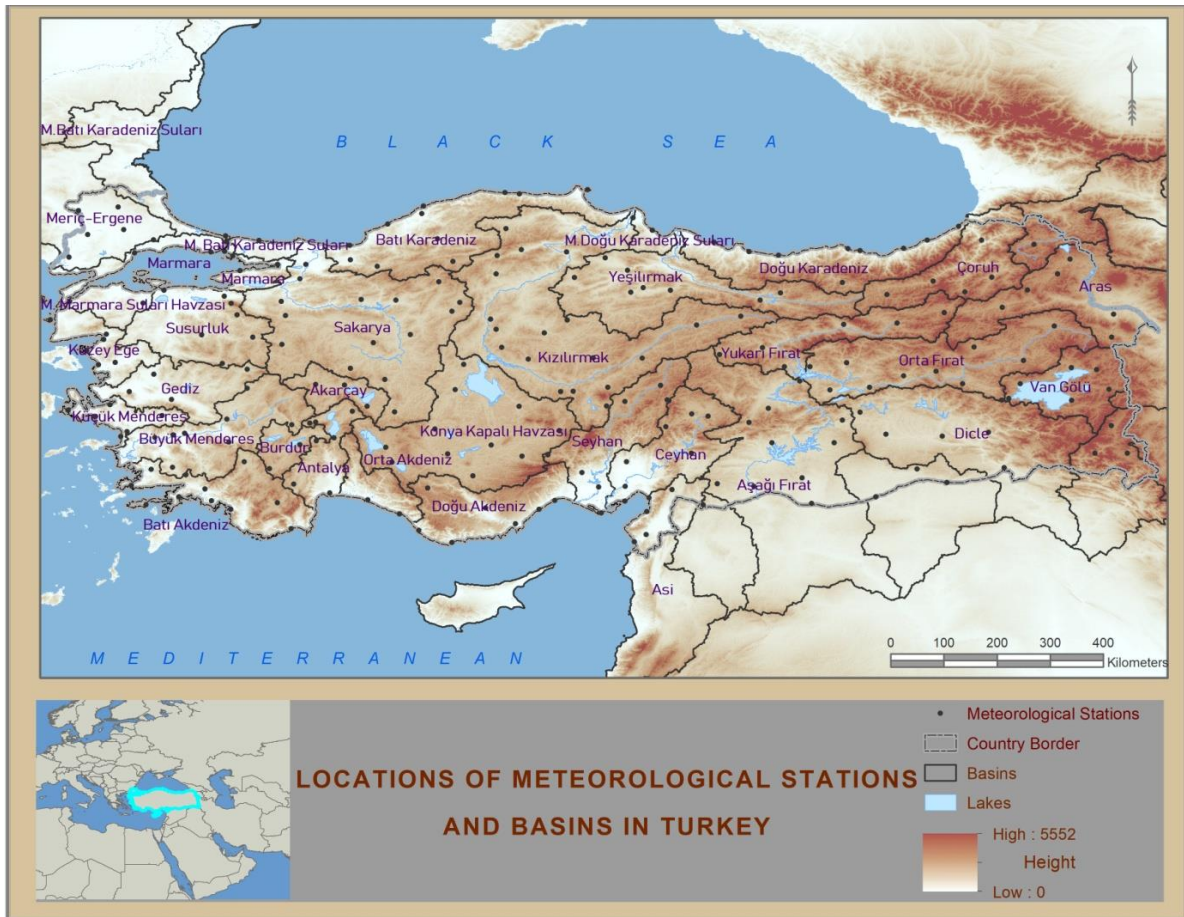 B L A C K S E A
M.Batı Karadeniz Suları
Meriç-Ergene
M. Batı Karadeniz Suları
Batı Karadeniz
M.Doğu Karadeniz Suları
Marmara
Marmara
Yeşilırmak
Doğu Karadeniz
Çoruh
Aras
M. Marmara Suları Havzası
Susurluk
Sakarya
Kuzey Ege
Kızılırmak
Yukarı Fırat
Orta Fırat
Gediz
Akarçay
Van Gölü
Küçük Menderes
Büyük Menderes
Burdur
Konya Kapalı Havzası
Seyhan
Dicle
Antalya
Orta Akdeniz
Ceyhan
Aşağı Fırat
Doğu Akdeniz
Batı Akdeniz
Asi
M E D I T E R R A N E A N
0 100 200 300 400
Kilometers
LOCATIONS OF METEOROLOGICAL STATIONS
AND BASINS IN TURKEY
Meteorological Stations
Country Border
Basins
Lakes
High : 5552
Height
Low : 0